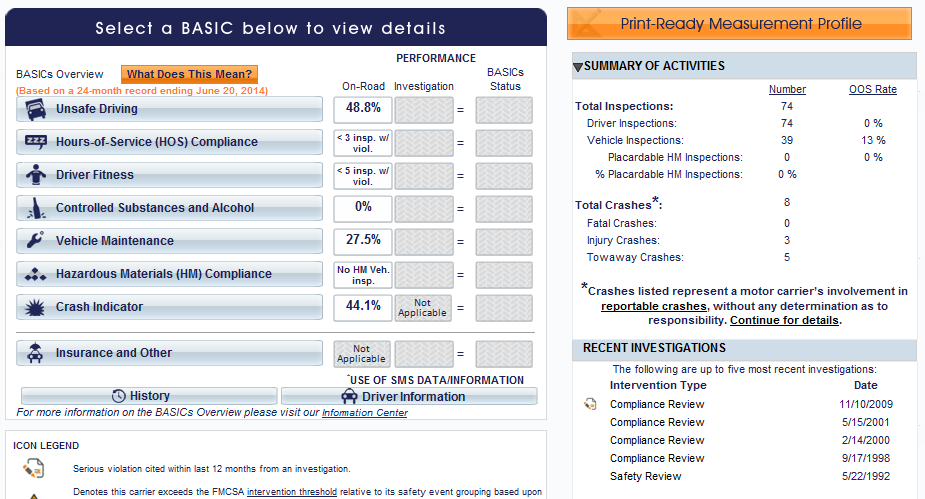 Select a BASIC below to view details
PERFORMANCE
BASICs Overview
What Does This Mean?
(Based on a 24-month record ending June 20, 2014)
On-Road
Investigation
BASICs
Status
Unsafe Driving
48.8%
=
Hours-of-Service (HOS) Compliance
< 3 insp. w/
viol.
=
Driver Fitness
< 5 insp. w/
viol.
=
Controlled Substances and Alcohol
0%
=
Vehicle Maintenance
27.5%
=
Hazardous Materials (HM) Compliance
No HM Veh.
insp.
=
Crash Indicator
44.1%
Not
Applicable
=
Insurance and Other
Not
Applicable
=
*USE OF SMS DATA/INFORMATION
History
Driver Information
For more information on the BASICs Overview please visit our Infomation Center
ICON LEGEND
Serious violation cited within last 12 months from an investigation.
Denotes this carrier exceeds the FMCSA intervention threshold relative to its safety event grouping based upon
Print-Ready Measurement Profile
SUMMARY OF ACTIVITIES
Number OOS Rate
Total Inspections: 74
Driver Inspections: 74 0 %
Vehicle Inspections: 39 13 %
Placardable HM Inspections: 0 0 %
% Placardable HM Inspections: 0 %
Total Crashes*: 8
Fatal Crashes: 0
Injury Crashes: 3
Towaway Crashes: 5
*Crashes listed represent a motor carrier's involvement in
reportable crashes, without any determination as to
responsibility. Continue for details.
RECENT INVESTIGATIONS
The following are up to five most recent investigations:
Intervention Type Date
Compliance Review 11/10/2009
Compliance Review 5/15/2001
Compliance Review 2/14/2000
Compliance Review 9/17/1998
Safety Review 5/22/1992